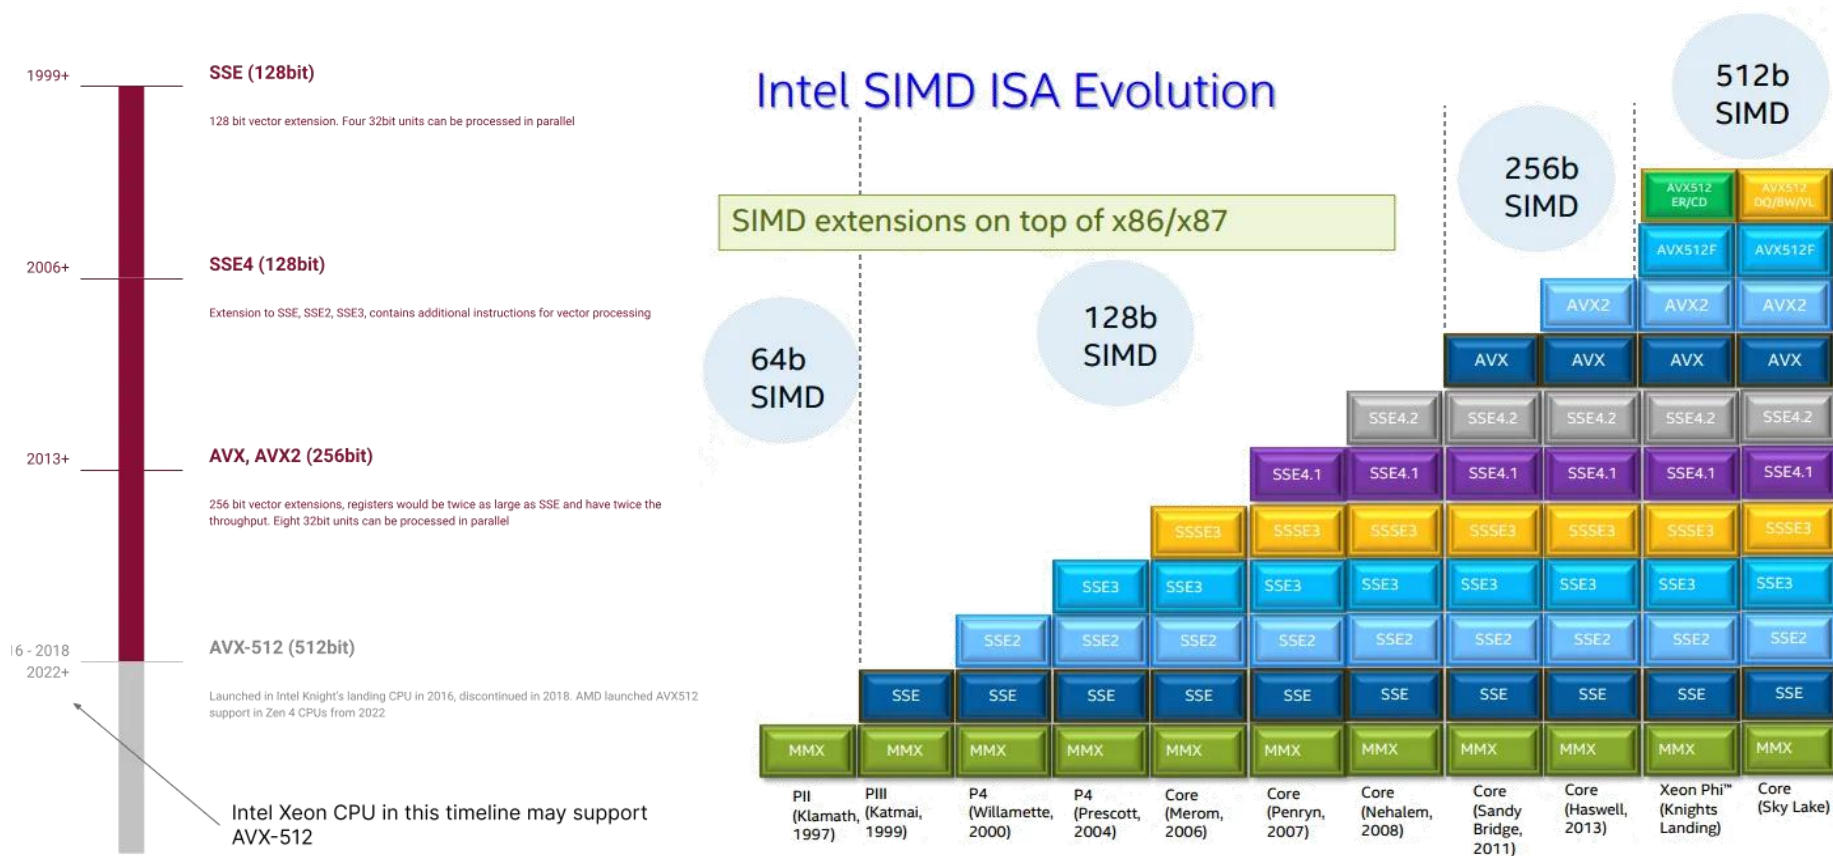 1999+
SSE (128bit)
128 bit vector extension. Four 32bit units can be processed in parallel
2006+
SSE4 (128bit)
Extension to SSE, SSE2, SSE3, contains additional instructions for vector processing
2013+
AVX, AVX2 (256bit)
256 bit vector extensions, registers would be twice as large as SSE and have twice the
throughput. Eight 32bit units can be processed in parallel
16 - 2018
2022+
AVX-512 (512bit)
Launched in Intel Knight's landing CPU in 2016, discontinued in 2018. AMD launched AVX512
support in Zen 4 CPUs from 2022
Intel Xeon CPU in this timeline may support
AVX-512
Intel SIMD ISA Evolution
SIMD extensions on top of x86/x87
64b
SIMD
128b
SIMD
256b
SIMD
512b
SIMD
AVX512
ER/CD
AVX512
DQ/BW/VL
AVX512F AVX512F
AVX2 AVX2 AVX2
AVX AVX AVX AVX
SSE4.2 SSE4.2 SSE4.2 SSE4.2 SSE4.2
SSE4.1 SSE4.1 SSE4.1 SSE4.1 SSE4.1 SSE4.1
SSSE3 SSSE3 SSSE3 SSSE3 SSSE3 SSSE3 SSSE3
SSE3 SSE3 SSE3 SSE3 SSE3 SSE3 SSE3 SSE3
SSE2 SSE2 SSE2 SSE2 SSE2 SSE2 SSE2 SSE2 SSE2
SSE SSE SSE SSE SSE SSE SSE SSE SSE SSE
MMX MMX MMX MMX MMX MMX MMX MMX MMX MMX MMX
PII
(Klamath,
1997)
PIII
(Katmai,
1999)
P4
(Willamette,
2000)
P4
(Prescott,
2004)
Core
(Merom,
2006)
Core
(Penryn,
2007)
Core
(Nehalem,
2008)
Core
(Sandy
Bridge,
2011)
Core
(Haswell,
2013)
Xeon Phi™
(Knights
Landing)
Core
(Sky Lake)